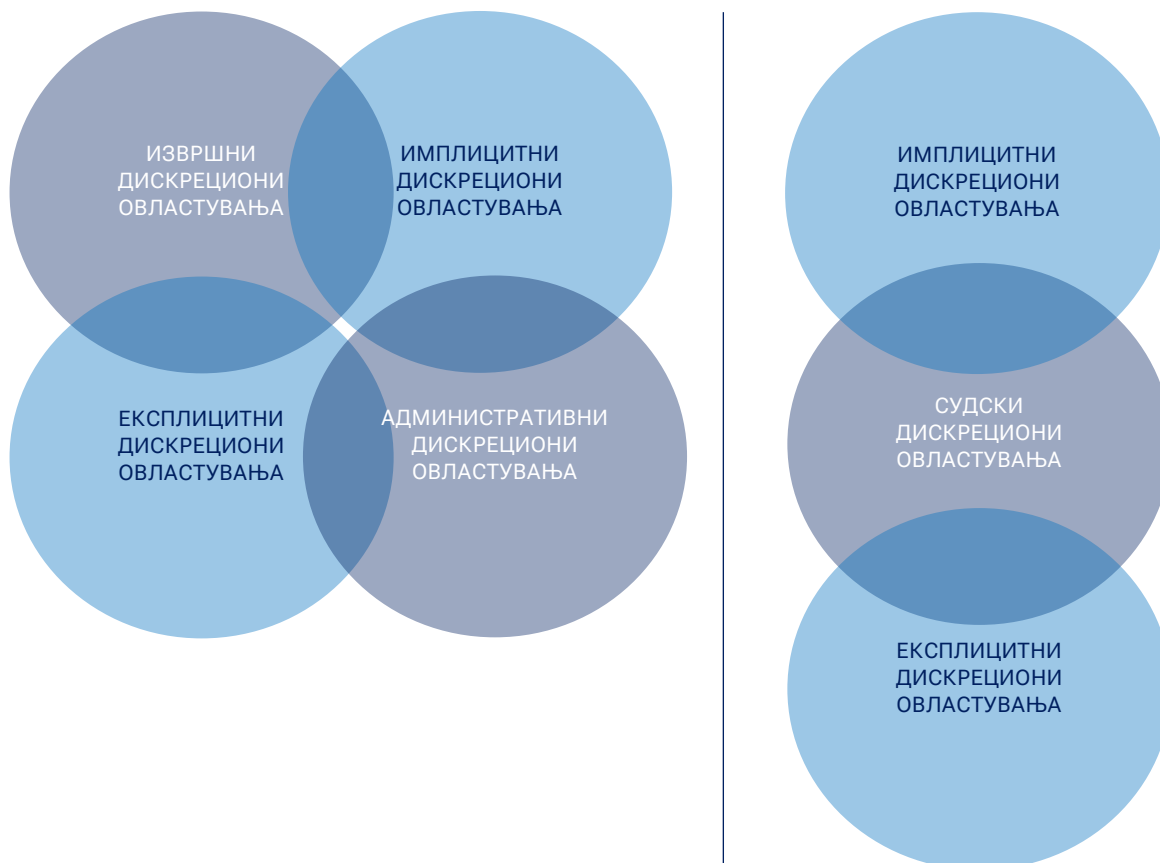 ИЗВРШНИ
ДИСКРЕЦИОНИ
ОВЛАСТУВАЊА
ИМПЛИЦИТНИ
ДИСКРЕЦИОНИ
ОВЛАСТУВАЊА
ЕКСПЛИЦИТНИ
ДИСКРЕЦИОНИ
ОВЛАСТУВАЊА
АДМИНИСТРАТИВНИ
ДИСКРЕЦИОНИ
ОВЛАСТУВАЊА
ИМПЛИЦИТНИ
ДИСКРЕЦИОНИ
ОВЛАСТУВАЊА
СУДСКИ
ДИСКРЕЦИОНИ
ОВЛАСТУВАЊА
ЕКСПЛИЦИТНИ
ДИСКРЕЦИОНИ
ОВЛАСТУВАЊА